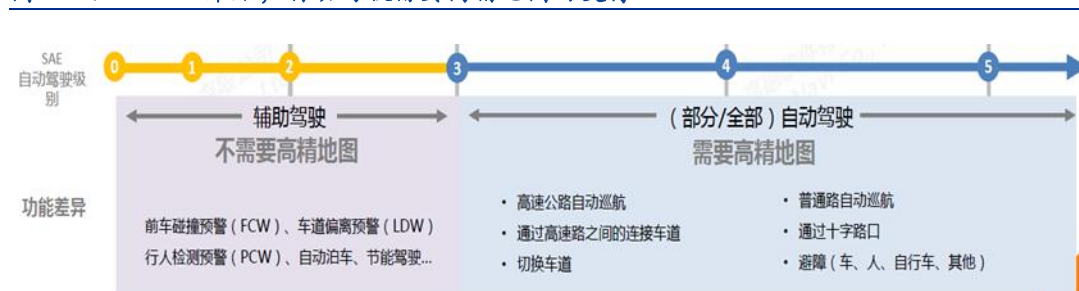 SAE
自动驾驶级
别
0 1 2 3 4 5
辅助驾驶
不需要高精地图
(部分/全部)自动驾驶
需要高精地图
功能差异
前车碰撞预警(FCW)、车道偏离预警(LDW)
行人检测预警(PCW)、自动泊车、节能驾驶...
• 高速公路自动巡航
• 通过高速路之间的连接车道
• 切换车道
• 普通路自动巡航
• 通过十字路口
• 避障(车、人、自行车、其他)